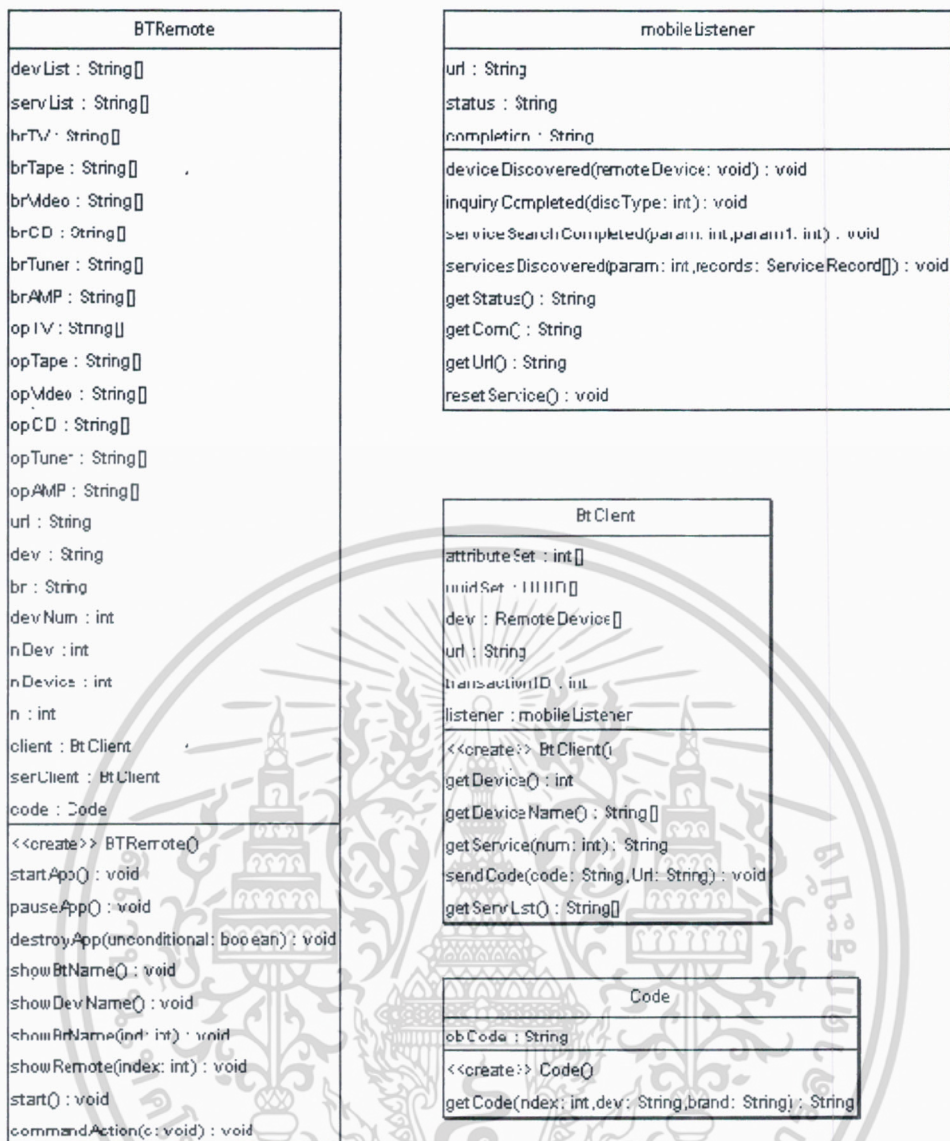 BTRemote
devList : String[]
servList : String[]
brTV : String[]
brTape : String[]
brVideo : String[]
brCD : String[]
brTuner : String[]
brAMP : String[]
opTV : String[]
opTape : String[]
opVideo : String[]
opCD : String[]
opTuner : String[]
opAMP : String[]
url : String
dev : String
br : String
devNum : int
nDev : int
nDevice : int
n : int
client : BtClient
serClient : BtClient
code : Code
<<create>> BTRemote()
startApp() : void
pauseApp() : void
destroyApp(unconditional: boolean) : void
showBtName() : void
showDevName() : void
showBrName(ind: int) : void
showRemote(index: int) : void
start() : void
commandAction(c: void) : void
mobileListener
url : String
status : String
completion : String
deviceDiscovered(remoteDevice: void) : void
inquiryCompleted(discType: int) : void
serviceSearchCompleted(param: int,param1: int) : void
servicesDiscovered(param: int,records: ServiceRecord[]) : void
getStatus() : String
getCom() : String
getUrl() : String
resetService() : void
BtClient
attributeSet : int[]
uuidSet : UUID[]
dev : RemoteDevice[]
url : String
transactionID : int
listener : mobileListener
<<create>> BtClient()
getDevice() : int
getDeviceName() : String[]
getService(num: int) : String
sendCode(code: String,Url: String) : void
getServLst() : String[]
Code
obCode : String
<<create>> Code()
getCode(index: int,dev: String,brand: String) : String